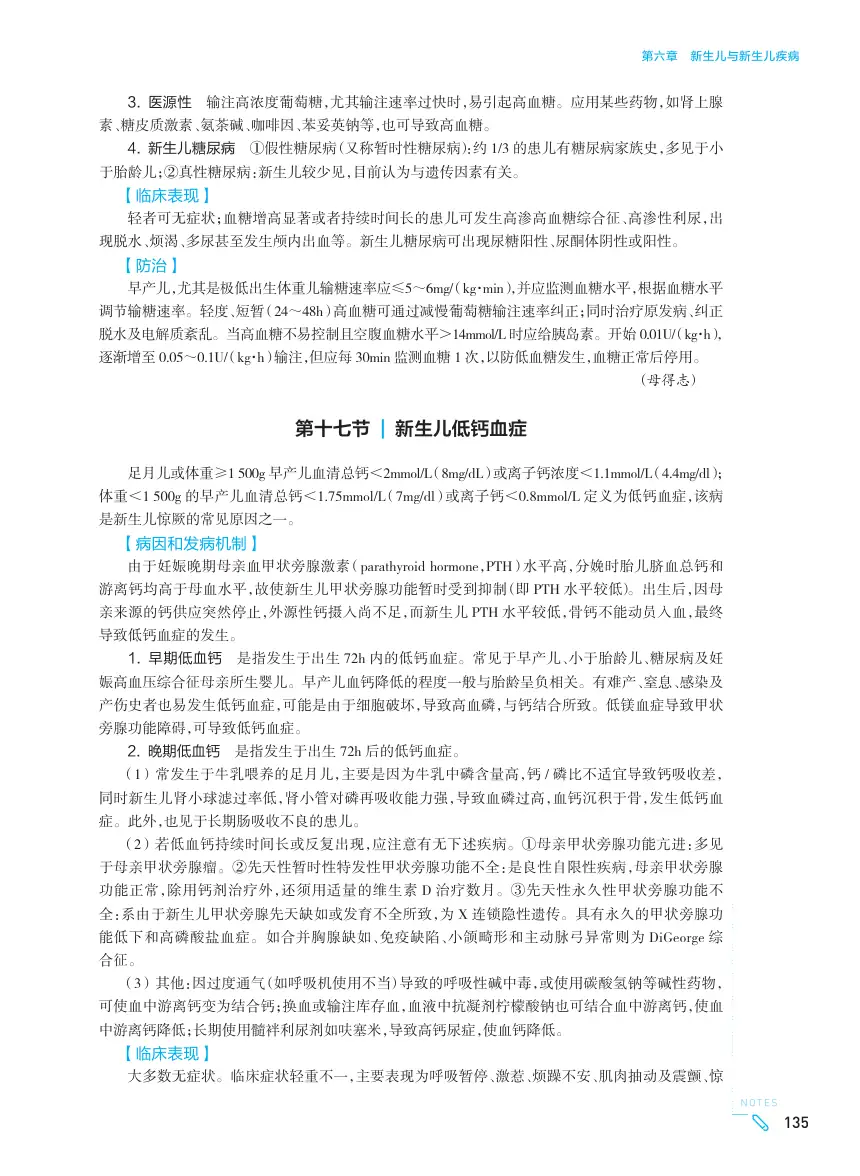 第六章 新生儿与新生儿疾病
3. 医源性 输注高浓度葡萄糖，尤其输注速率过快时，易引起高血糖。应用某些药物，如肾上腺
素、糖皮质激素、氨茶碱、咖啡因、苯妥英钠等，也可导致高血糖。
4. 新生儿糖尿病 ①假性糖尿病（又称暂时性糖尿病）：约 1/3 的患儿有糖尿病家族史，多见于小
于胎龄儿；②真性糖尿病：新生儿较少见，目前认为与遗传因素有关。
【临床表现】
轻者可无症状；血糖增高显著或者持续时间长的患儿可发生高渗高血糖综合征、高渗性利尿，出
现脱水、烦渴、多尿甚至发生颅内出血等。新生儿糖尿病可出现尿糖阳性、尿酮体阴性或阳性。
【防治】
早产儿，尤其是极低出生体重儿输糖速率应≤5～6mg/（kg·min），并应监测血糖水平，根据血糖水平
调节输糖速率。轻度、短暂（24～48h）高血糖可通过减慢葡萄糖输注速率纠正；同时治疗原发病、纠正
脱水及电解质紊乱。当高血糖不易控制且空腹血糖水平＞14mmol/L 时应给胰岛素。开始 0.01U/（kg·h），
逐渐增至 0.05～0.1U/（kg·h）输注，但应每 30min 监测血糖 1 次，以防低血糖发生，血糖正常后停用。
（母得志）
第十七节 | 新生儿低钙血症
足月儿或体重≥1 500g 早产儿血清总钙＜2mmol/L（8mg/dL）或离子钙浓度＜1.1mmol/L（4.4mg/dl）；
体重＜1 500g 的早产儿血清总钙＜1.75mmol/L（7mg/dl）或离子钙＜0.8mmol/L 定义为低钙血症，该病
是新生儿惊厥的常见原因之一。
【病因和发病机制】
由于妊娠晚期母亲血甲状旁腺激素（parathyroid hormone，PTH）水平高，分娩时胎儿脐血总钙和
游离钙均高于母血水平，故使新生儿甲状旁腺功能暂时受到抑制（即 PTH 水平较低）。出生后，因母
亲来源的钙供应突然停止，外源性钙摄入尚不足，而新生儿 PTH 水平较低，骨钙不能动员入血，最终
导致低钙血症的发生。
1. 早期低血钙 是指发生于出生 72h 内的低钙血症。常见于早产儿、小于胎龄儿、糖尿病及妊
娠高血压综合征母亲所生婴儿。早产儿血钙降低的程度一般与胎龄呈负相关。有难产、窒息、感染及
产伤史者也易发生低钙血症，可能是由于细胞破坏，导致高血磷，与钙结合所致。低镁血症导致甲状
旁腺功能障碍，可导致低钙血症。
2. 晚期低血钙 是指发生于出生 72h 后的低钙血症。
（1）常发生于牛乳喂养的足月儿，主要是因为牛乳中磷含量高，钙 / 磷比不适宜导致钙吸收差，
同时新生儿肾小球滤过率低，肾小管对磷再吸收能力强，导致血磷过高，血钙沉积于骨，发生低钙血
症。此外，也见于长期肠吸收不良的患儿。
（2）若低血钙持续时间长或反复出现，应注意有无下述疾病。①母亲甲状旁腺功能亢进：多见
于母亲甲状旁腺瘤。②先天性暂时性特发性甲状旁腺功能不全：是良性自限性疾病，母亲甲状旁腺
功能正常，除用钙剂治疗外，还须用适量的维生素 D 治疗数月。③先天性永久性甲状旁腺功能不
全：系由于新生儿甲状旁腺先天缺如或发育不全所致，为 X 连锁隐性遗传。具有永久的甲状旁腺功
能低下和高磷酸盐血症。如合并胸腺缺如、免疫缺陷、小颌畸形和主动脉弓异常则为 DiGeorge 综
合征。
（3）其他：因过度通气（如呼吸机使用不当）导致的呼吸性碱中毒，或使用碳酸氢钠等碱性药物，
可使血中游离钙变为结合钙；换血或输注库存血，血液中抗凝剂柠檬酸钠也可结合血中游离钙，使血
中游离钙降低；长期使用髓袢利尿剂如呋塞米，导致高钙尿症，使血钙降低。
【临床表现】
大多数无症状。临床症状轻重不一，主要表现为呼吸暂停、激惹、烦躁不安、肌肉抽动及震颤、惊
NOTES
135